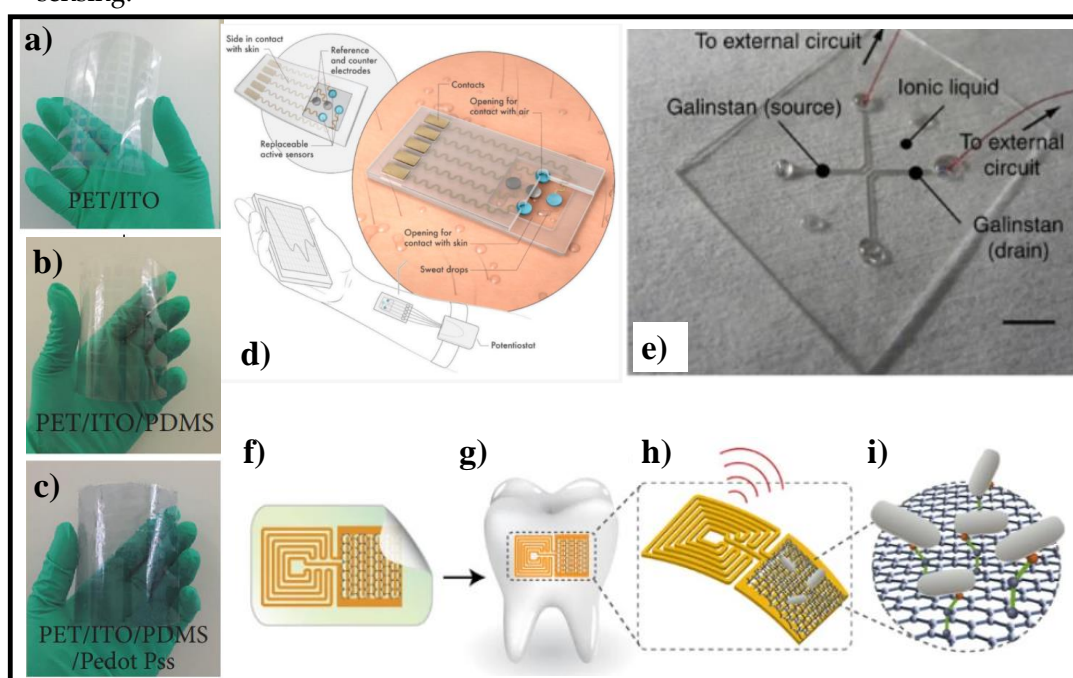 sensing.
a)
PET/ITO
b)
PET/ITO/PDMS
c)
PET/ITO/PDMS
/Pedot Pss
Side in contact
with skin
Reference
and counter
electrodes
Replaceable
active sensors
Contacts
Opening for
contact with air
Opening for
contact with skin
Sweat drops
Potentiostat
d)
To external circuit
Galinstan (source)
Ionic liquid
To external
circuit
Galinstan
(drain)
e)
f)
g)
h)
i)